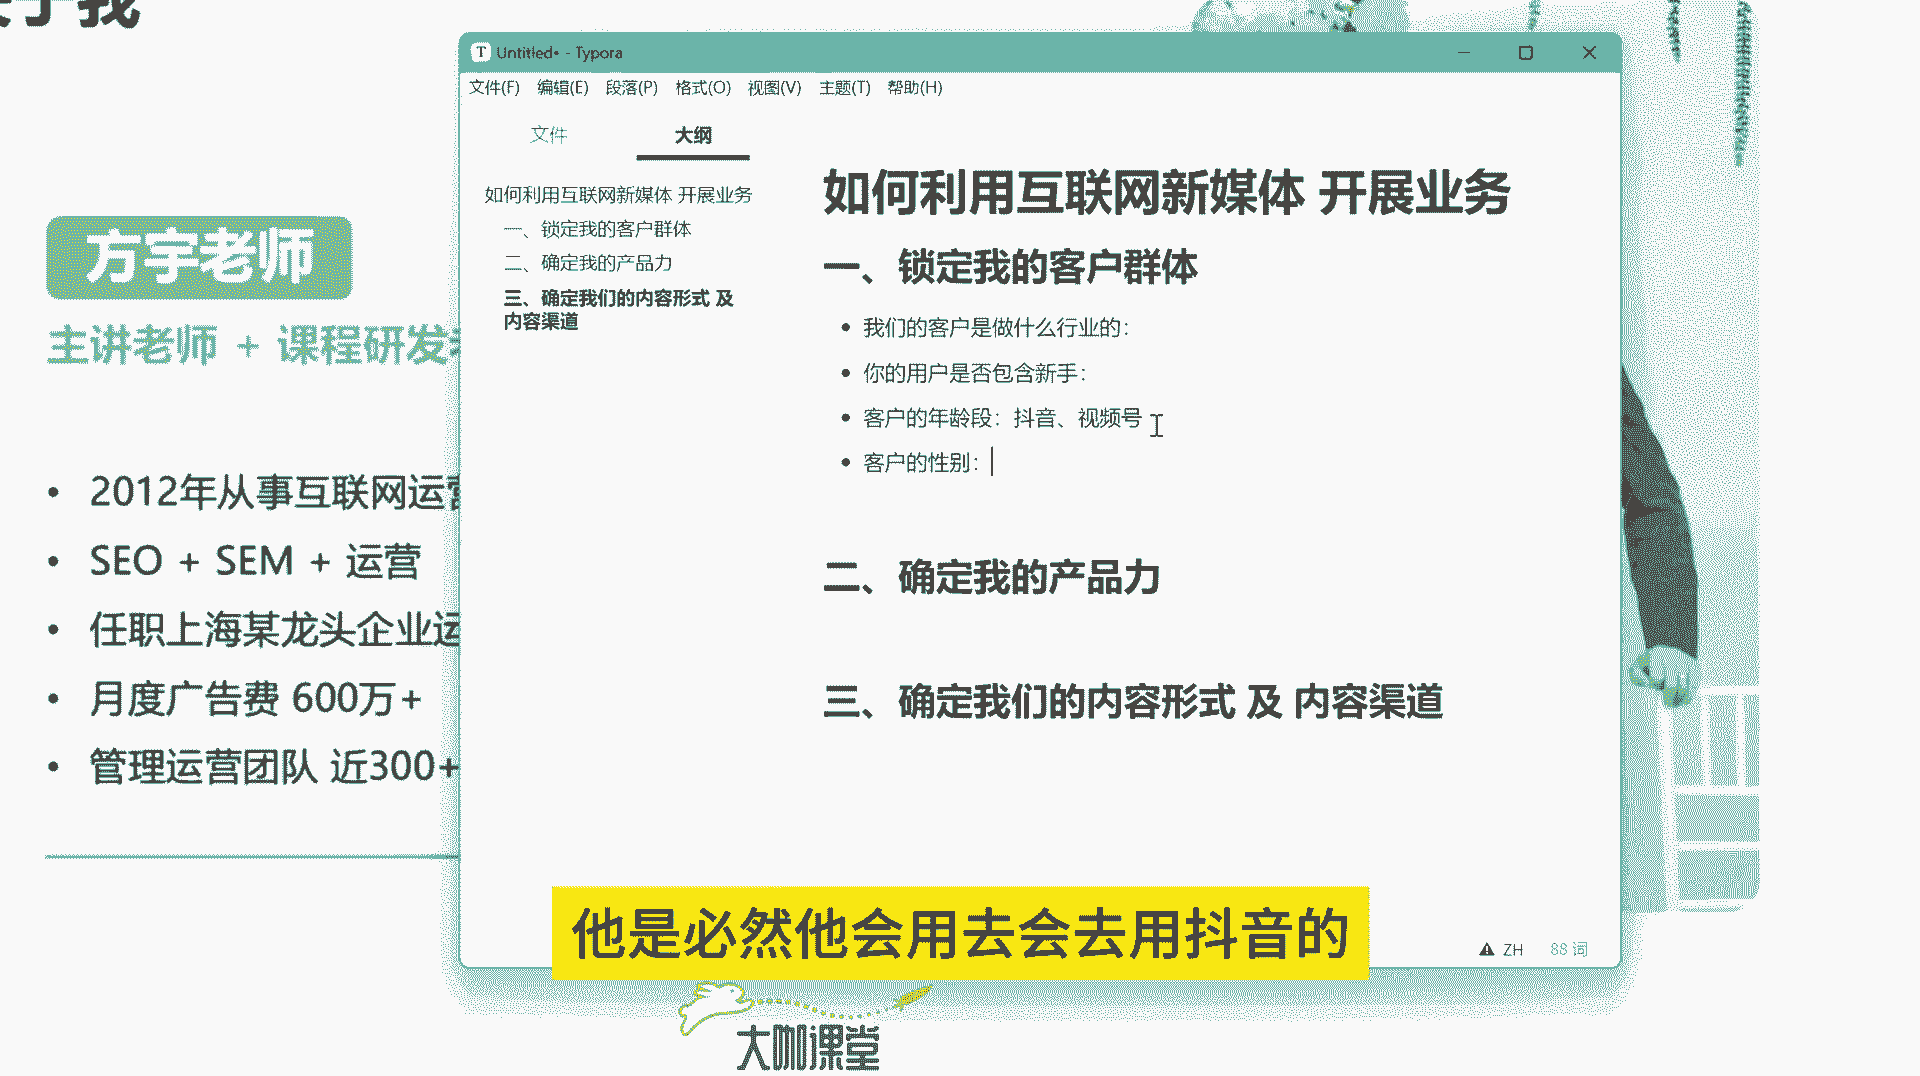 于我
方宇老师
主讲老师 + 课程研发
2012年从事互联网运营
SEO + SEM + 运营
任职上海某龙头企业运
月度广告费 600万+
管理运营团队 近300+
Untitled• - Typora
文件(F) 编辑(E) 段落(P) 格式(O) 视图(V) 主题(T) 帮助(H)
文件 大纲
如何利用互联网新媒体 开展业务
一、锁定我的客户群体
二、确定我的产品力
三、确定我们的内容形式 及
内容渠道
如何利用互联网新媒体 开展业务
一、锁定我的客户群体
我们的客户是做什么行业的：
你的用户是否包含新手：
客户的年龄段：抖音、视频号
客户的性别：
二、确定我的产品力
三、确定我们的内容形式 及 内容渠道
ZH 88 词
他是必然他会用去会去用抖音的
大咖课堂